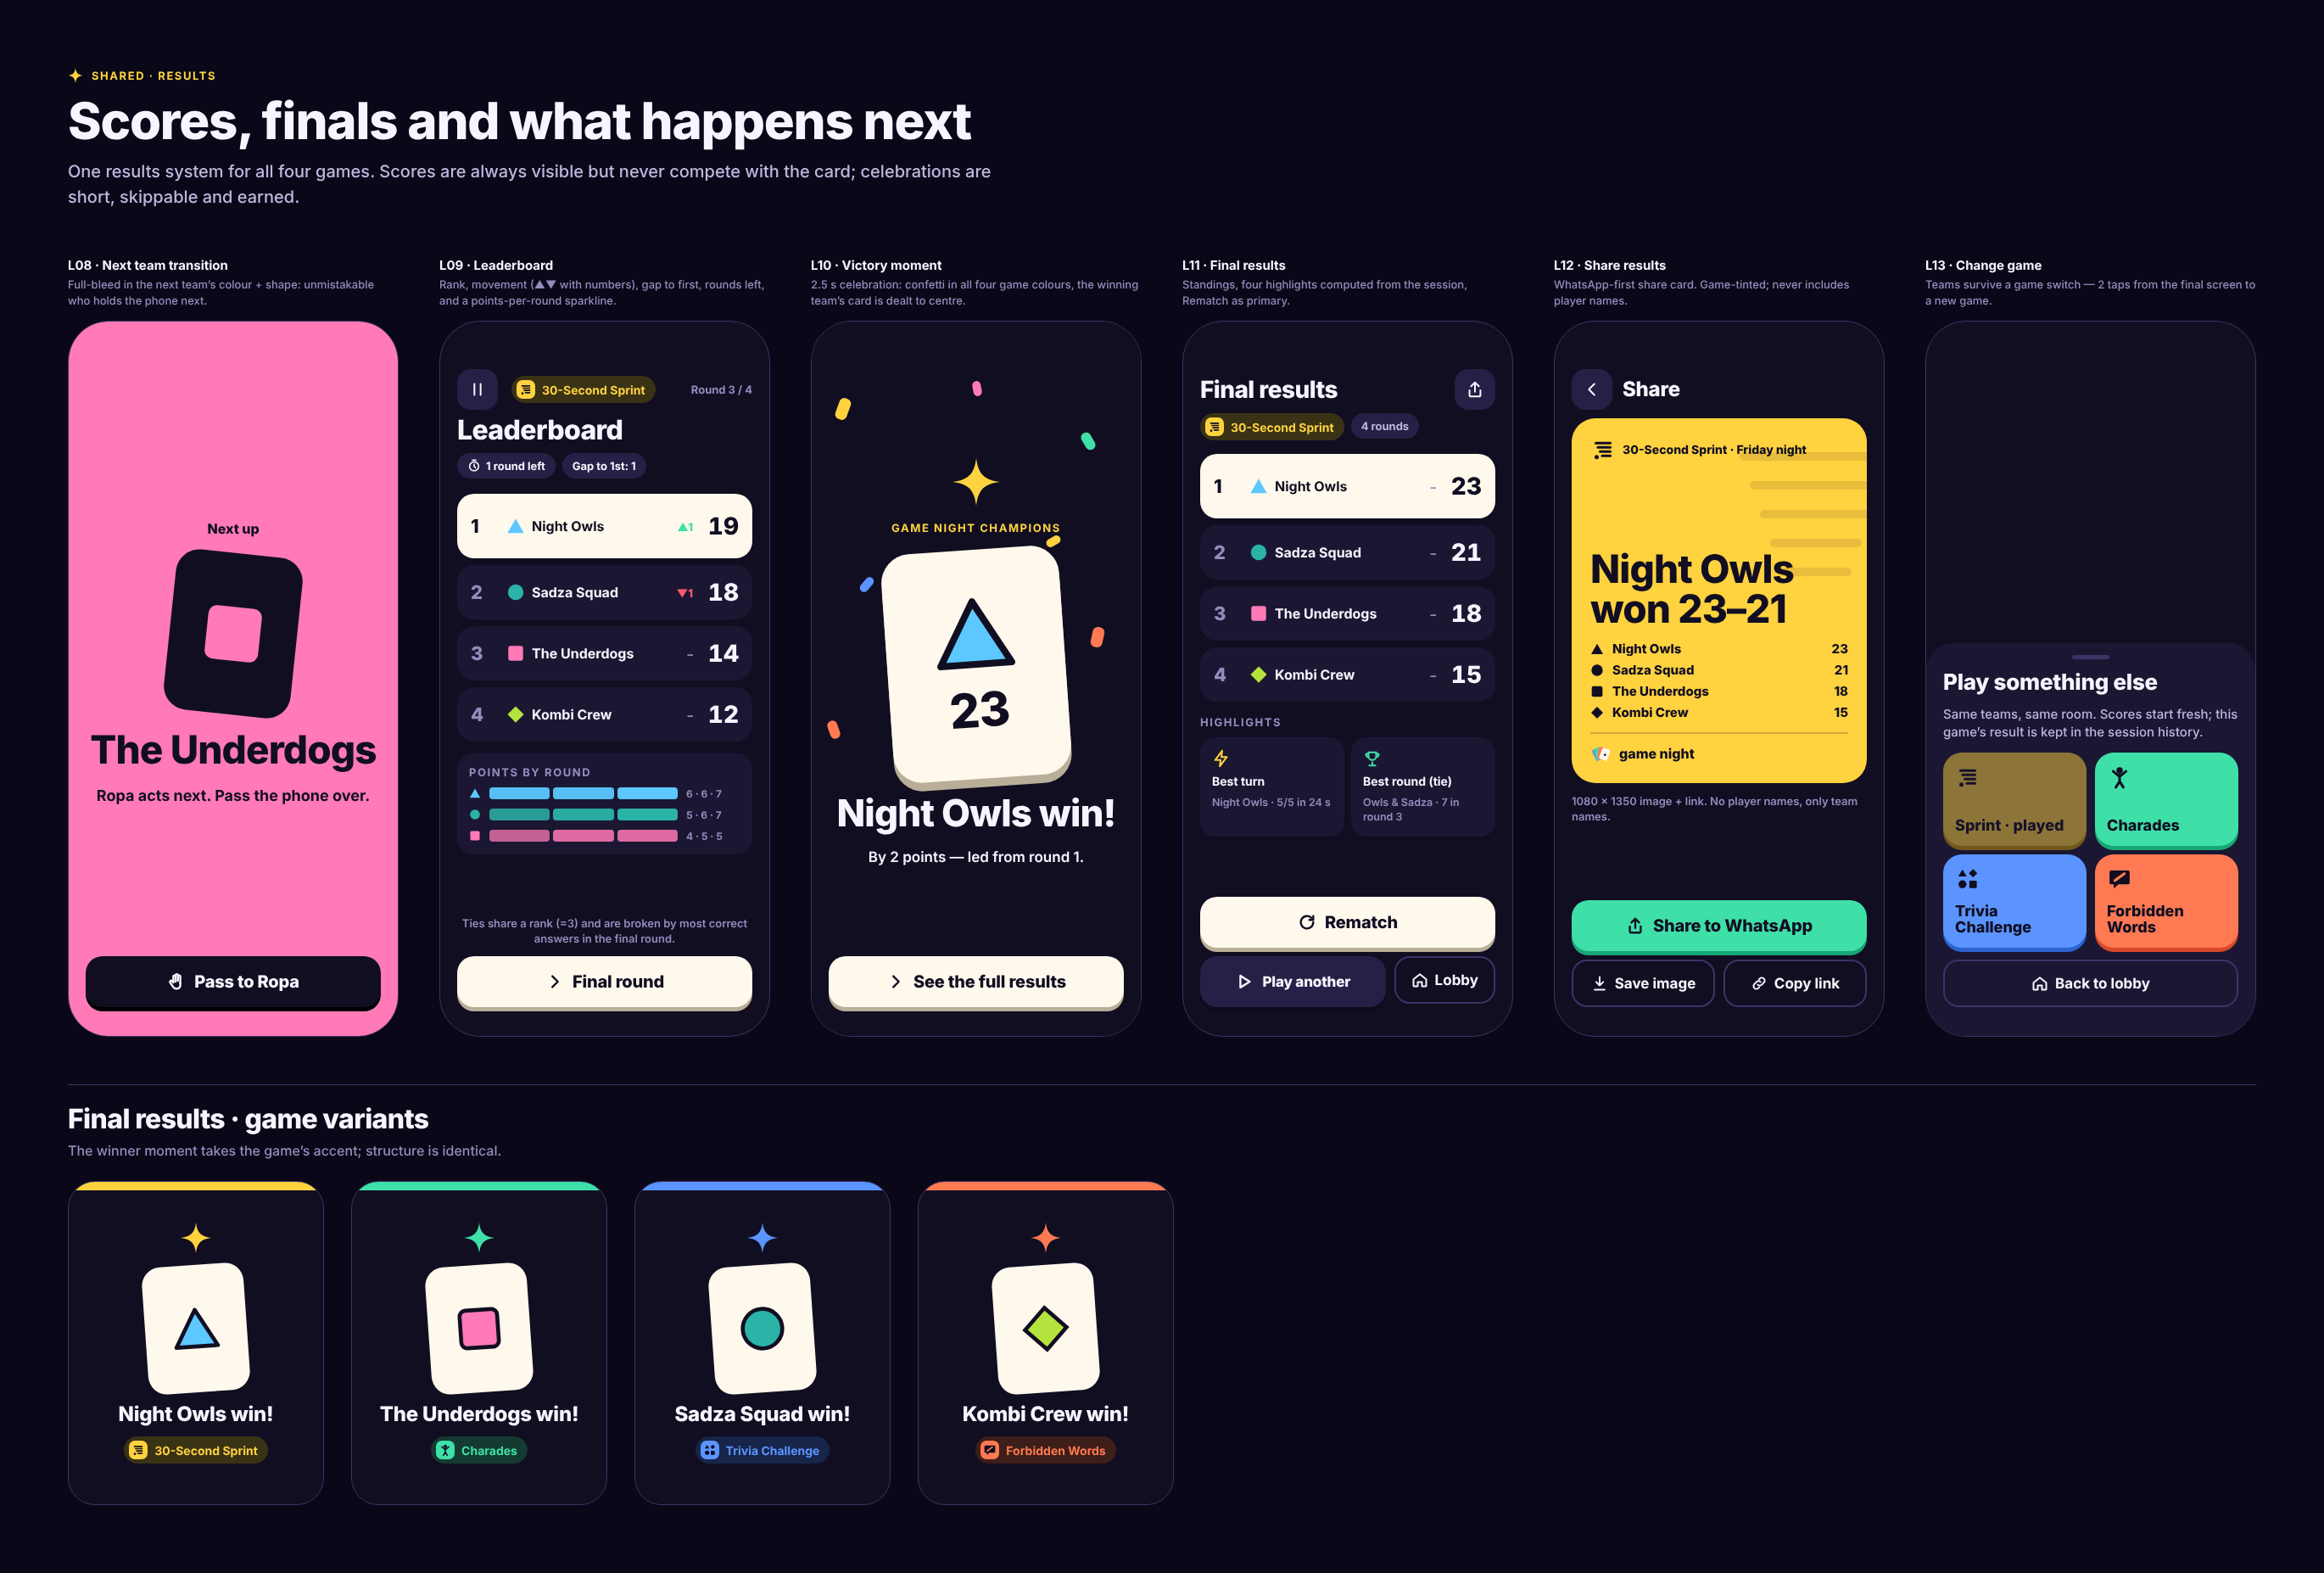 SHARED · RESULTS
Scores, finals and what happens next
One results system for all four games. Scores are always visible but never compete with the card; celebrations are
short, skippable and earned.
L08 · Next team transition
Full-bleed in the next team's colour + shape: unmistakable
who holds the phone next.
Next up
The Underdogs
Ropa acts next. Pass the phone over.
Pass to Ropa
L09 · Leaderboard
Rank, movement (▲▼ with numbers), gap to first, rounds left,
and a points-per-round sparkline.
30-Second Sprint
Round 3 / 4
Leaderboard
1 round left
Gap to 1st: 1
1 Night Owls ▲1 19
2 Sadza Squad ▼1 18
3 The Underdogs – 14
4 Kombi Crew – 12
POINTS BY ROUND
6 · 6 · 7
5 · 6 · 7
4 · 5 · 5
Ties share a rank (=3) and are broken by most correct
answers in the final round.
Final round
L10 · Victory moment
2.5 s celebration: confetti in all four game colours, the winning
team's card is dealt to centre.
GAME NIGHT CHAMPIONS
23
Night Owls win!
By 2 points — led from round 1.
See the full results
L11 · Final results
Standings, four highlights computed from the session,
Rematch as primary.
Final results
30-Second Sprint
4 rounds
1 Night Owls – 23
2 Sadza Squad – 21
3 The Underdogs – 18
4 Kombi Crew – 15
HIGHLIGHTS
Best turn
Night Owls · 5/5 in 24 s
Best round (tie)
Owls & Sadza · 7 in
round 3
Rematch
Play another
Lobby
L12 · Share results
WhatsApp-first share card. Game-tinted; never includes
player names.
Share
30-Second Sprint · Friday night
Night Owls
won 23–21
Night Owls 23
Sadza Squad 21
The Underdogs 18
Kombi Crew 15
game night
1080 × 1350 image + link. No player names, only team
names.
Share to WhatsApp
Save image
Copy link
L13 · Change game
Teams survive a game switch — 2 taps from the final screen to
a new game.
Play something else
Same teams, same room. Scores start fresh; this
game's result is kept in the session history.
Sprint · played
Charades
Trivia
Challenge
Forbidden
Words
Back to lobby
Final results · game variants
The winner moment takes the game's accent; structure is identical.
Night Owls win!
30-Second Sprint
The Underdogs win!
Charades
Sadza Squad win!
Trivia Challenge
Kombi Crew win!
Forbidden Words